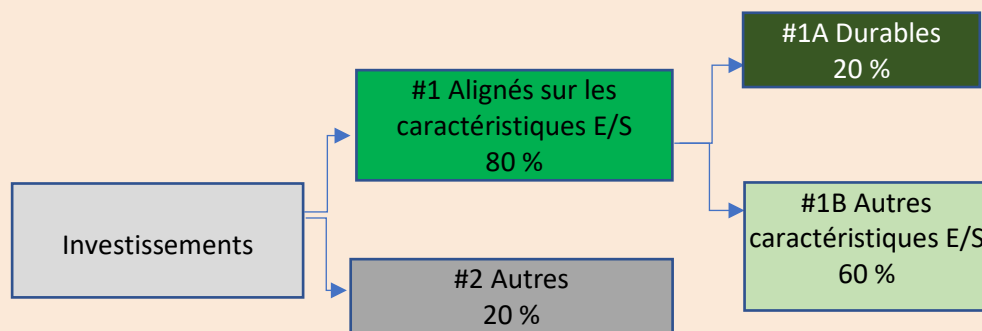 Investissements
#1 Alignés sur les
caractéristiques E/S
80 %
#2 Autres
20 %
#1A Durables
20 %
#1B Autres
caractéristiques E/S
60 %